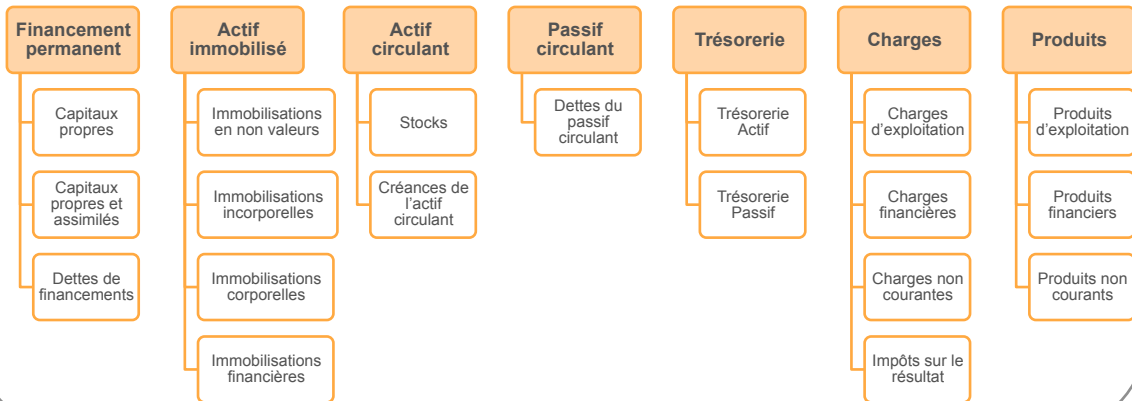 Financement
permanent
Capitaux
propres
Capitaux
propres et
assimilés
Dettes de
financements
Actif
immobilisé
Immobilisations
en non valeurs
Immobilisations
incorporelles
Immobilisations
corporelles
Immobilisations
financières
Actif
circulant
Stocks
Créances de
l'actif
circulant
Passif
circulant
Dettes du
passif
circulant
Trésorerie
Trésorerie
Actif
Trésorerie
Passif
Charges
Charges
d'exploitation
Charges
financières
Charges non
courantes
Impôts sur le
résultat
Produits
Produits
d'exploitation
Produits
financiers
Produits non
courants